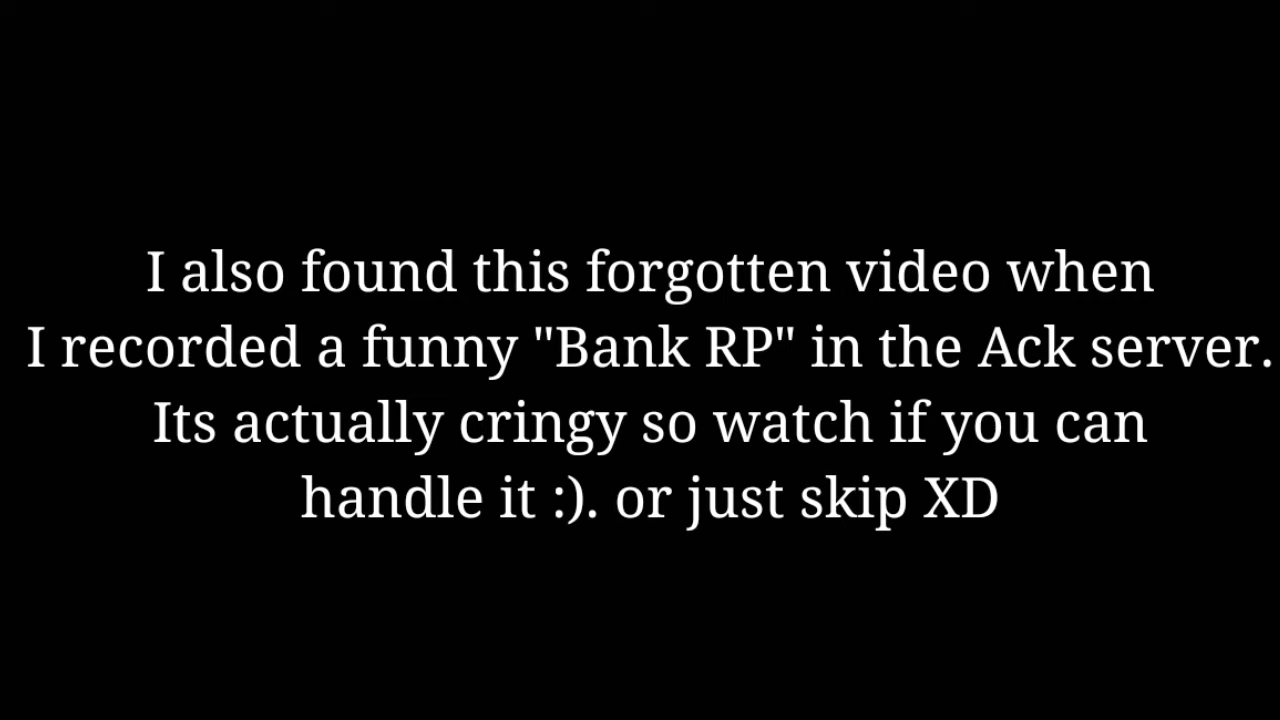 I also found this forgotten video when
I recorded a funny "Bank RP" in the Ack server.
Its actually cringy so watch if you can
handle it :). or just skip XD